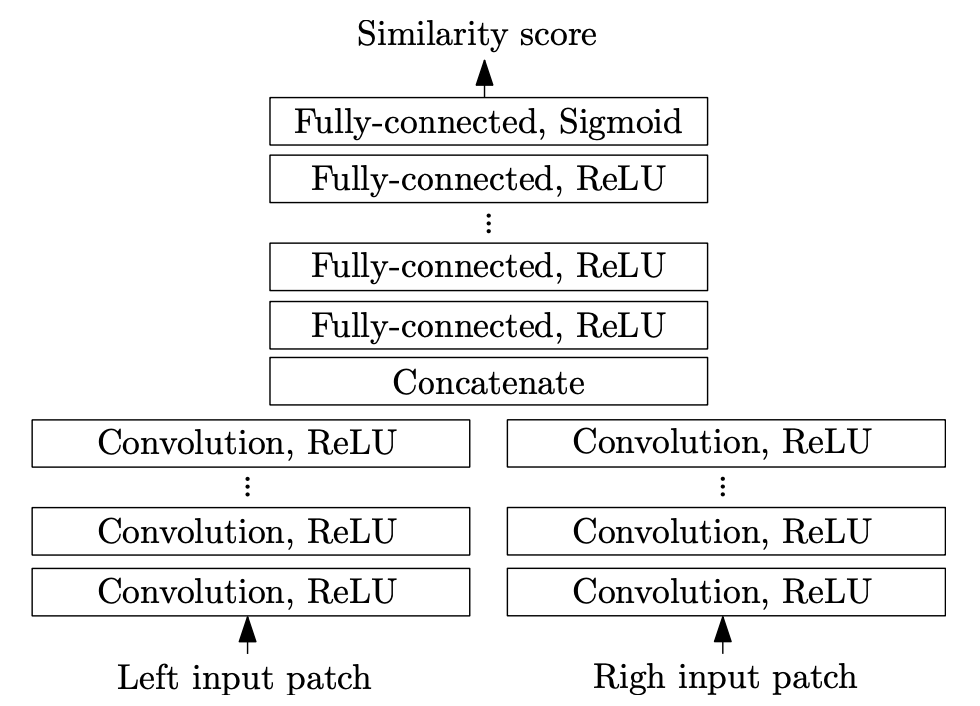 Similarity score
Fully-connected, Sigmoid
Fully-connected, ReLU
Fully-connected, ReLU
Fully-connected, ReLU
Concatenate
Convolution, ReLU
Convolution, ReLU
Convolution, ReLU
Left input patch
Convolution, ReLU
Convolution, ReLU
Convolution, ReLU
Righ input patch